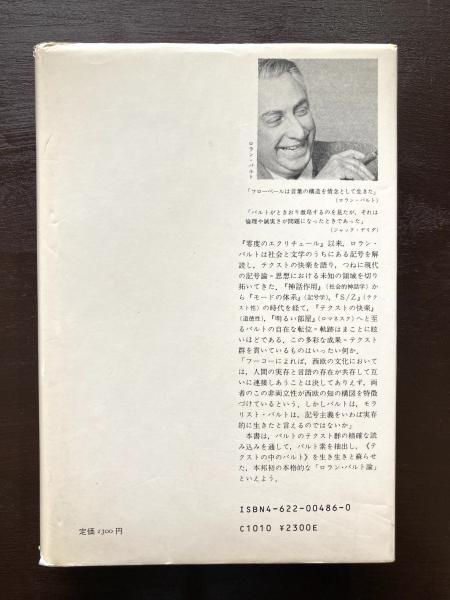 ロラン・バルト
「フローベールは言葉の構造を情念として生きた」
(ロラン・バルト)
「バルトがときおり激昂するのを見たが、それは
倫理や誠実さが問題になったときであった」
(ジャック・デリダ)
『零度のエクリチュール』以来、ロラン・
バルトは社会と文学のうちにある記号を解
読し、テクストの快楽を語り、つねに現代
の記号論=思想における未知の領域を切り
拓いてきた。『神話作用』(社会的神話学)か
ら『モードの体系』(記号学)、『S/Z』(テク
スト性)の時代を経て、『テクストの快楽』
(道徳性)、『明るい部屋』(ロマネスク)へと至
るバルトの自在な転位=軌跡はまことに眩
いほどである。この多彩な成果=テクスト
群を貫いているものはいったい何か。
「フーコーによれば、西欧の文化において
は、人間の実存と言語の存在が共存して互
いに連接しあうことは決してありえず、両
者のこの非両立性が西欧の知の構図を特徴
づけているという。しかしバルトは、モラ
リスト・バルトは、記号主義をいわば実存
的に生きたと言えるのではないか」
本書は、バルトのテクスト群の精確な読
み込みを通して、バルト素を抽出し、《テ
クストの中のバルト》を生き生きと蘇らせ
た、本邦初の本格的な「ロラン・バルト論」
といえよう。
ISBN4-622-00486-0
C1010 ¥2300E
定価 2300円